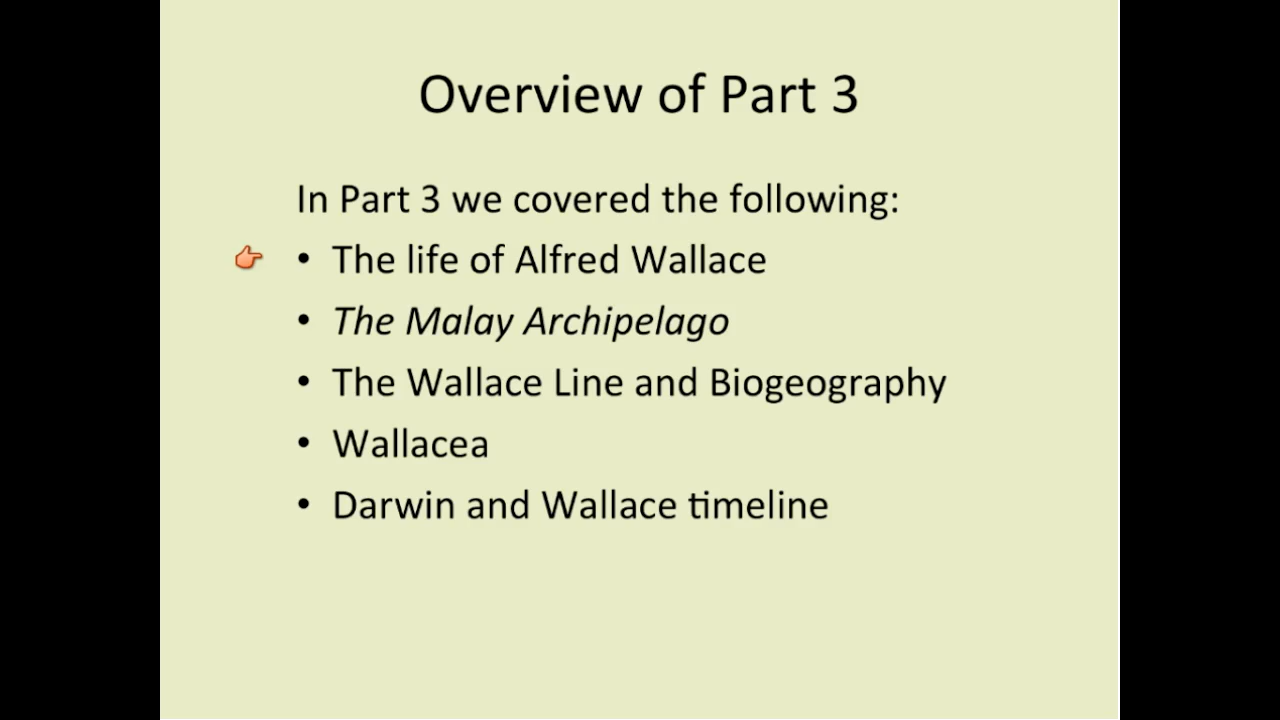 Overview of Part 3
In Part 3 we covered the following:
• The life of Alfred Wallace
• The Malay Archipelago
• The Wallace Line and Biogeography
• Wallacea
• Darwin and Wallace timeline